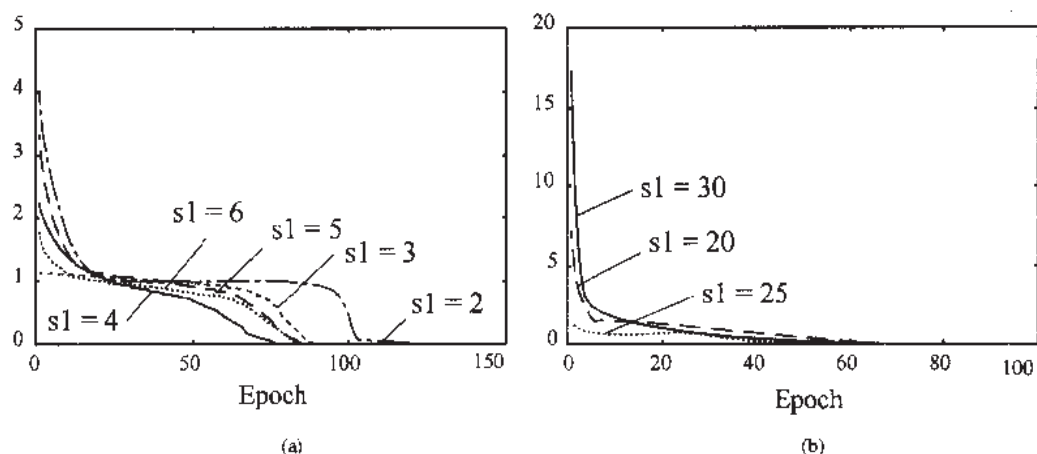 5
4
3
2
1
0
s1 = 6
s1 = 5
s1 = 3
s1 = 4
s1 = 2
0 50 100 150
Epoch
(a)
20
15
10
5
0
s1 = 30
s1 = 20
s1 = 25
0 20 40 60 80 100
Epoch
(b)